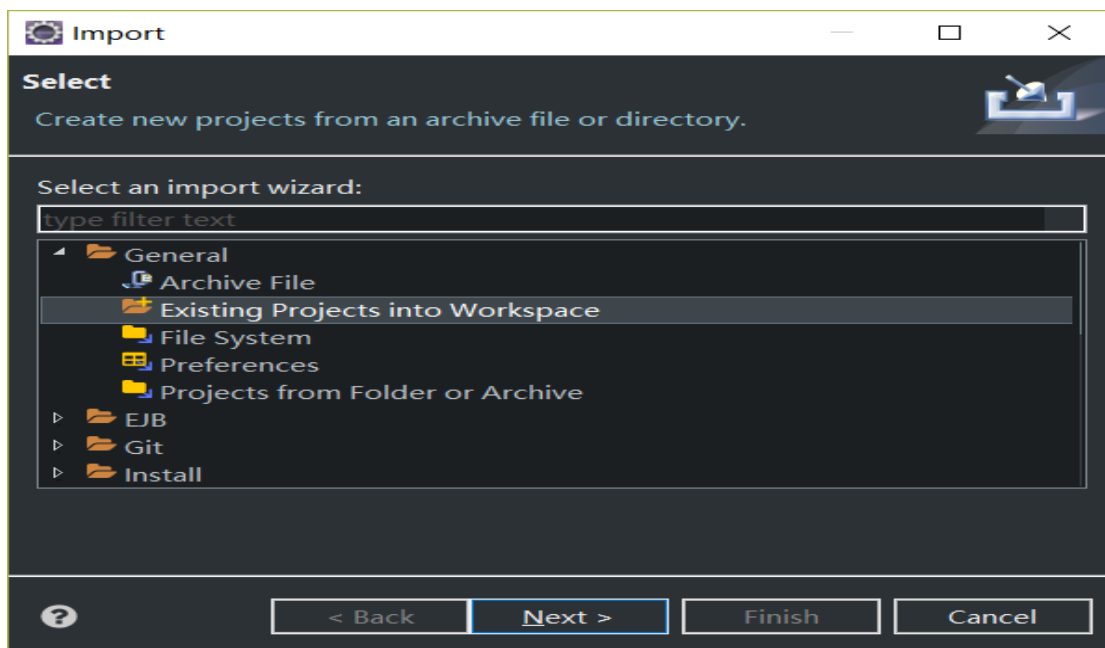 Import
Select
Create new projects from an archive file or directory.
Select an import wizard:
type filter text
General
Archive File
Existing Projects into Workspace
File System
Preferences
Projects from Folder or Archive
EJB
Git
Install
?
< Back
Next >
Finish
Cancel